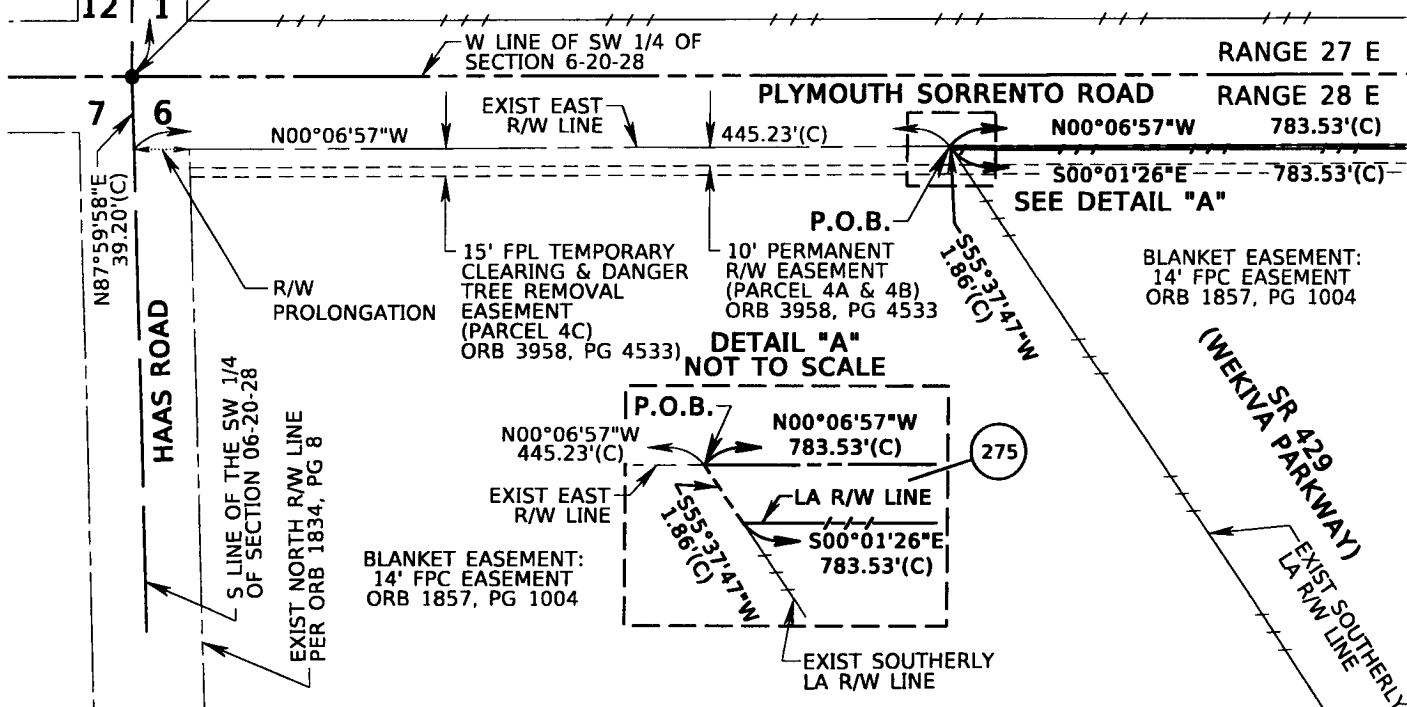 12 1
W LINE OF SW 1/4 OF
SECTION 6-20-28
RANGE 27 E
7 6
PLYMOUTH SORRENTO ROAD
RANGE 28 E
EXIST EAST
R/W LINE
N00°06'57"W
445.23'(C)
N00°06'57"W 783.53'(C)
S00°01'26"E 783.53'(C)
SEE DETAIL "A"
P.O.B.
N87°59'58"E
39.20'(C)
R/W
PROLONGATION
15' FPL TEMPORARY
CLEARING & DANGER
TREE REMOVAL
EASEMENT
(PARCEL 4C)
ORB 3958, PG 4533)
10' PERMANENT
R/W EASEMENT
(PARCEL 4A & 4B)
ORB 3958, PG 4533
S55°37'47"W
1.86'(C)
BLANKET EASEMENT:
14' FPC EASEMENT
ORB 1857, PG 1004
SR 429
(WEKIVA PARKWAY)
HAAS ROAD
S LINE OF THE SW 1/4
OF SECTION 06-20-28
EXIST NORTH R/W LINE
PER ORB 1834, PG 8
DETAIL "A"
NOT TO SCALE
P.O.B.
N00°06'57"W
445.23'(C)
N00°06'57"W
783.53'(C)
275
EXIST EAST
R/W LINE
LA R/W LINE
S55°37'47"W
1.86'(C)
S00°01'26"E
783.53'(C)
BLANKET EASEMENT:
14' FPC EASEMENT
ORB 1857, PG 1004
EXIST SOUTHERLY
LA R/W LINE
EXIST SOUTHERLY
LA R/W LINE